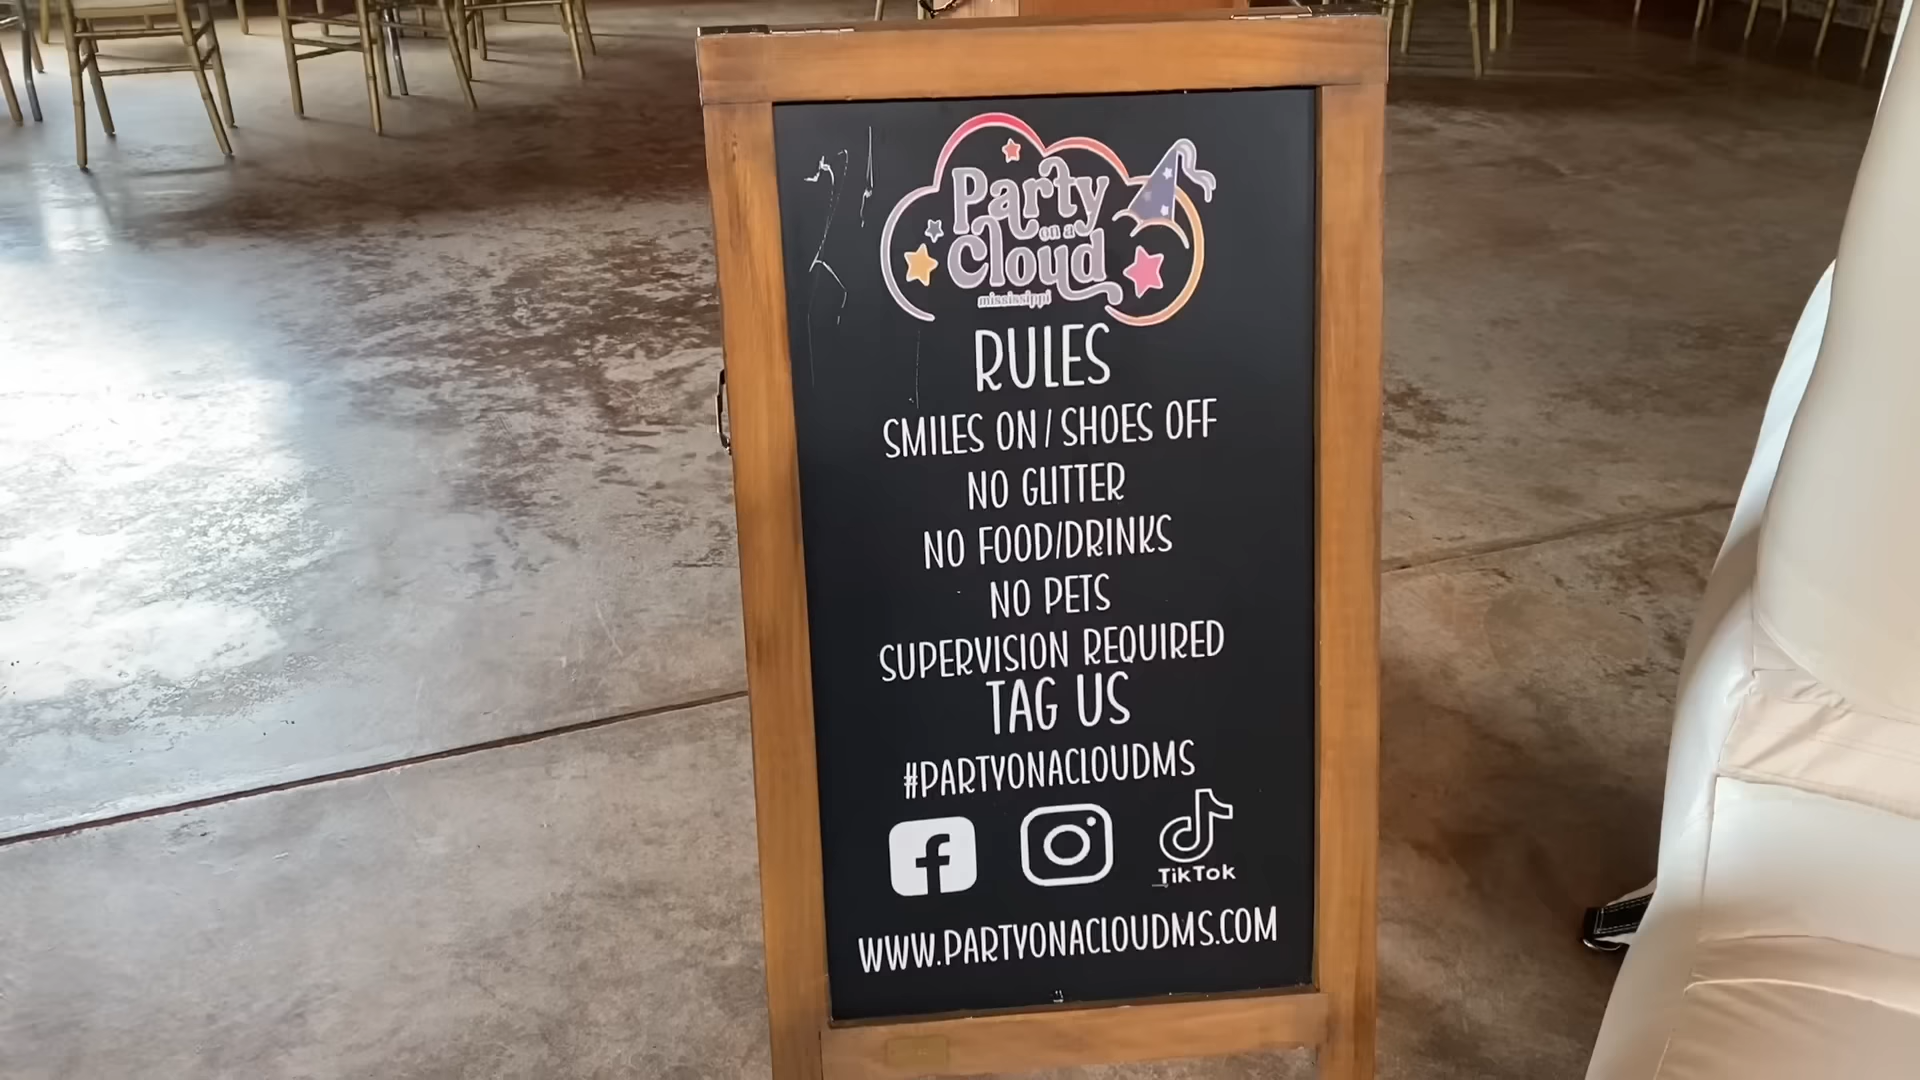 Party
on a
Cloud
mississippi
RULES
SMILES ON / SHOES OFF
NO GLITTER
NO FOOD/DRINKS
NO PETS
SUPERVISION REQUIRED
TAG US
#PARTYONACLOUDMS
TikTok
WWW.PARTYONACLOUDMS.COM